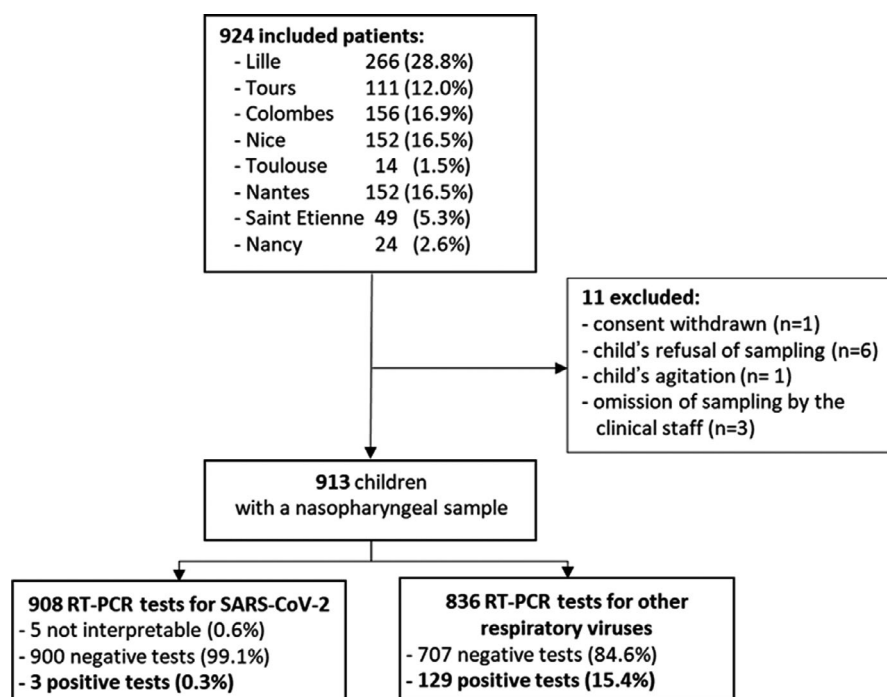 924 included patients:
- Lille 266 (28.8%)
- Tours 111 (12.0%)
- Colombes 156 (16.9%)
- Nice 152 (16.5%)
- Toulouse 14 (1.5%)
- Nantes 152 (16.5%)
- Saint Etienne 49 (5.3%)
- Nancy 24 (2.6%)
11 excluded:
- consent withdrawn (n=1)
- child's refusal of sampling (n=6)
- child's agitation (n= 1)
- omission of sampling by the
clinical staff (n=3)
913 children
with a nasopharyngeal sample
908 RT-PCR tests for SARS-CoV-2
- 5 not interpretable (0.6%)
- 900 negative tests (99.1%)
- 3 positive tests (0.3%)
836 RT-PCR tests for other
respiratory viruses
- 707 negative tests (84.6%)
- 129 positive tests (15.4%)